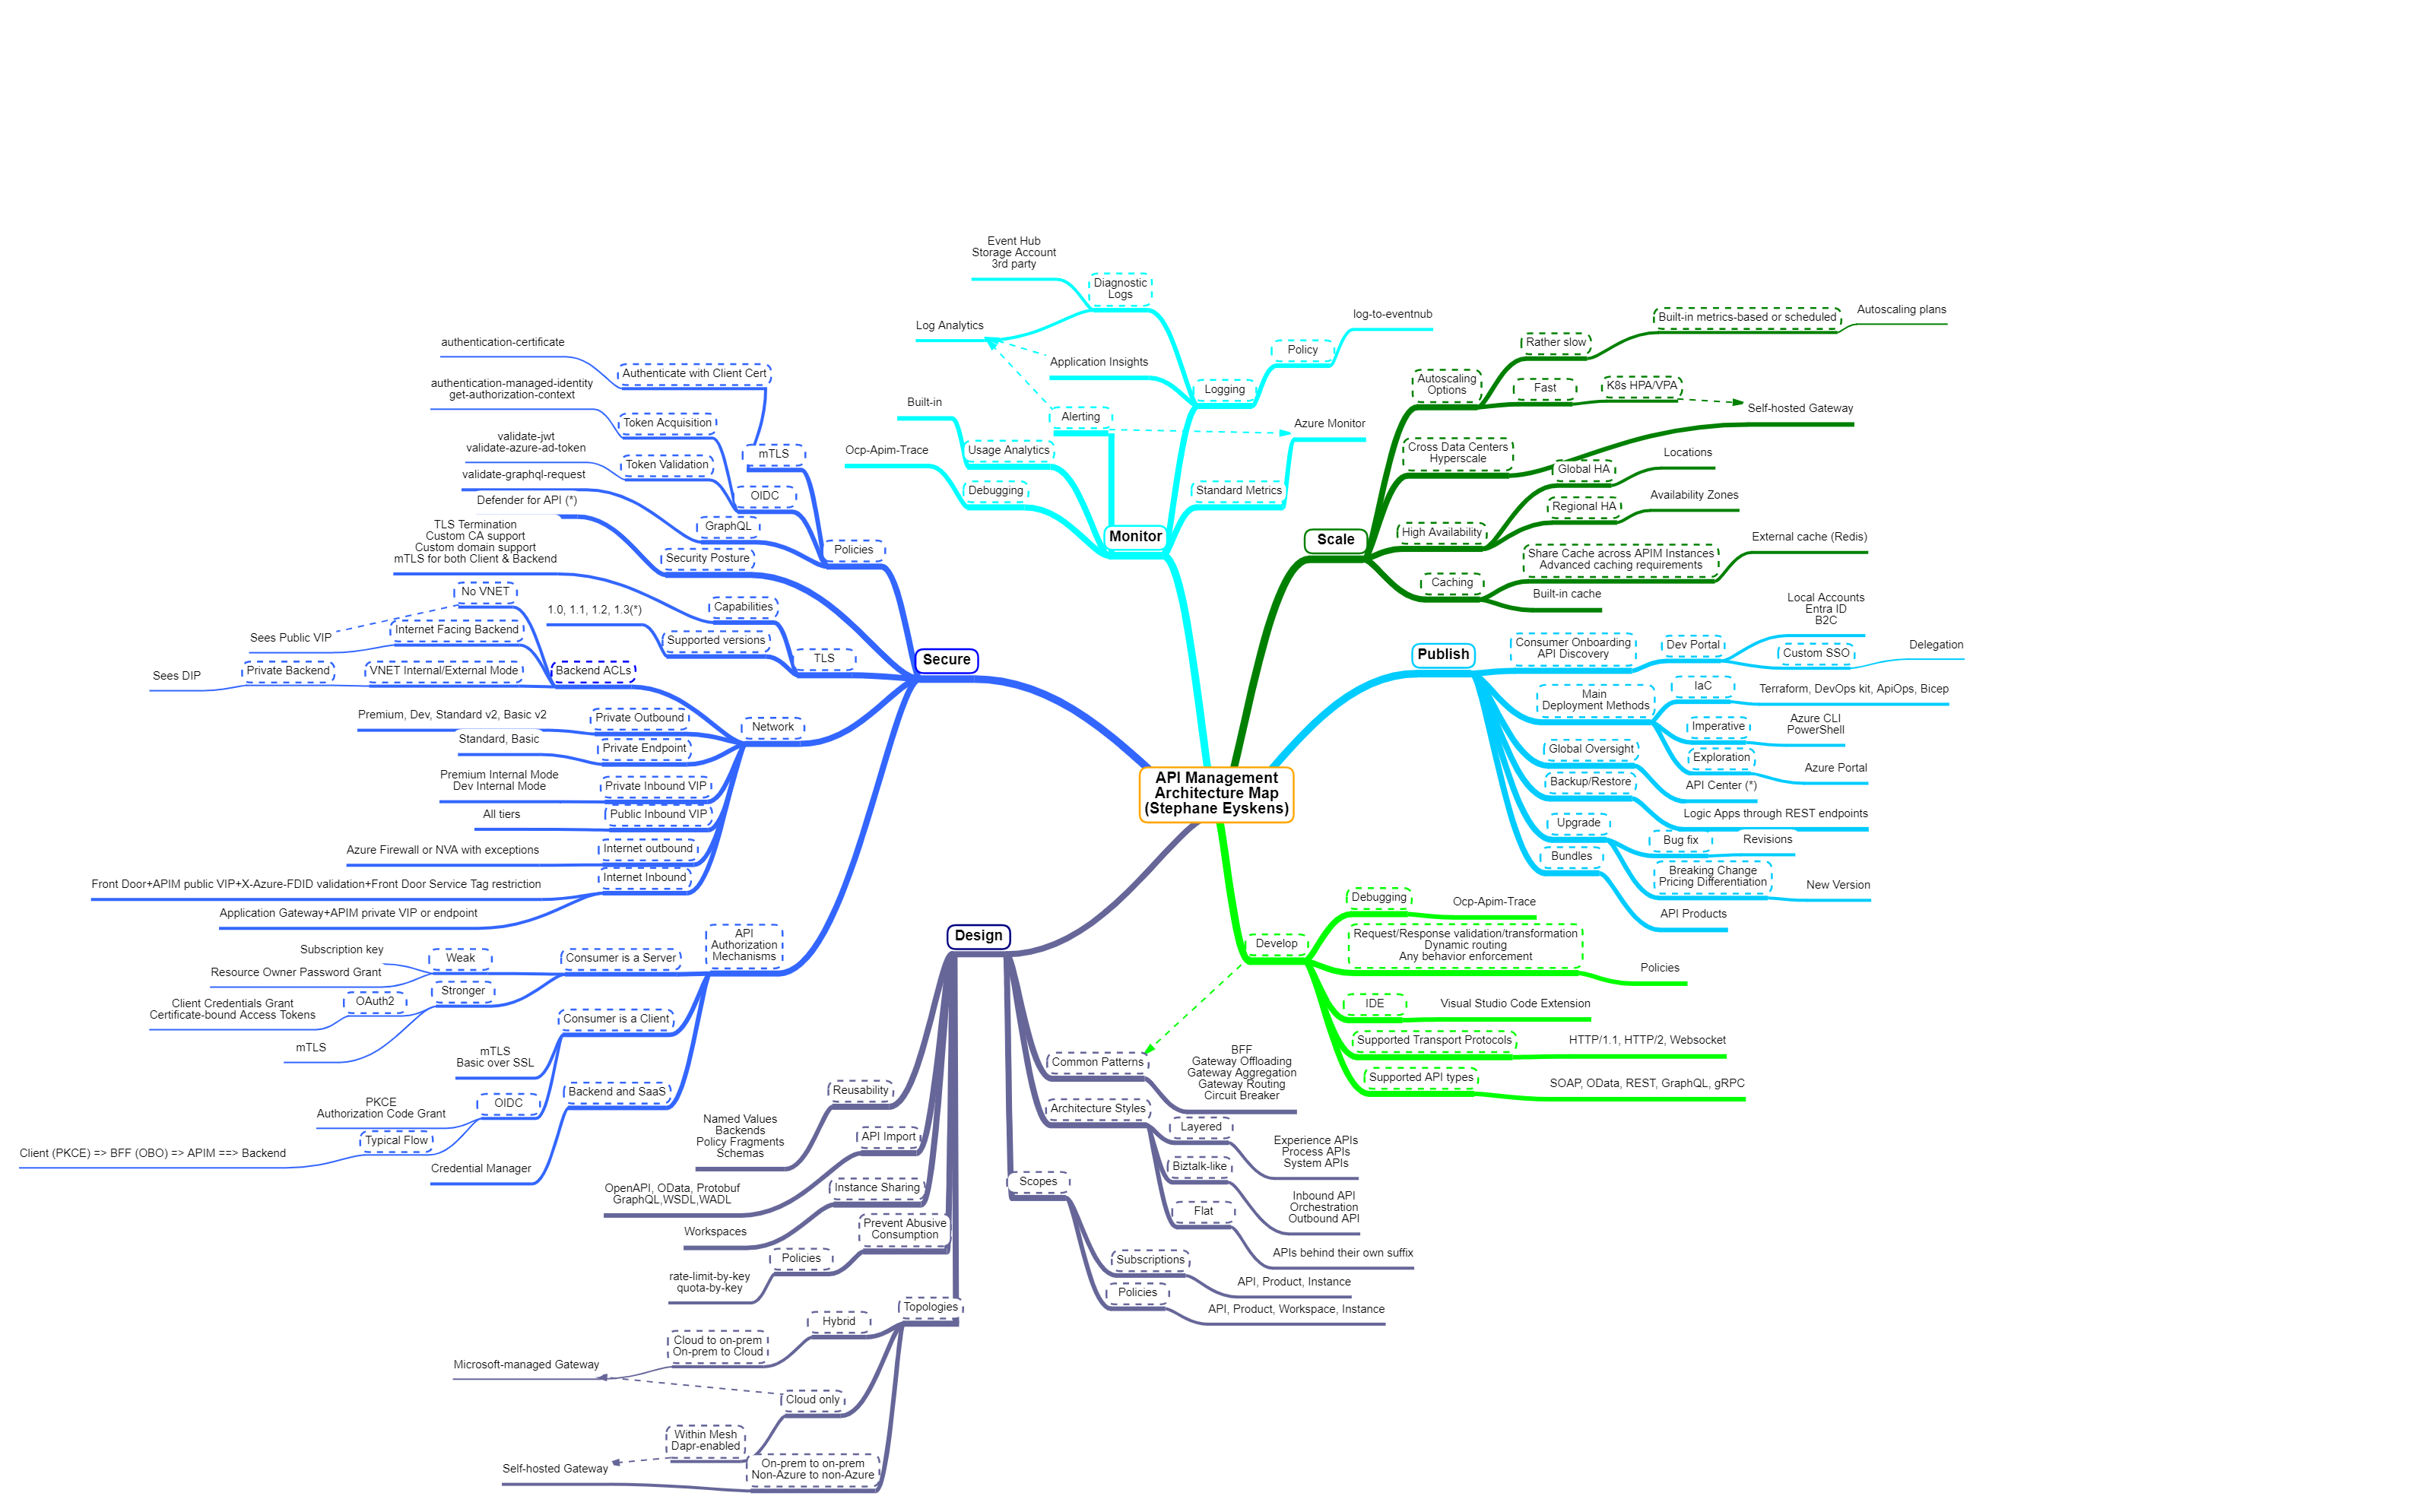 API Management
Architecture Map
(Stephane Eyskens)
Monitor
Logging
Diagnostic
Logs
Event Hub
Storage Account
3rd party
Log Analytics
Application Insights
Policy
log-to-eventnub
Alerting
Azure Monitor
Standard Metrics
Usage Analytics
Built-in
Debugging
Ocp-Apim-Trace
Scale
Autoscaling
Options
Rather slow
Built-in metrics-based or scheduled
Autoscaling plans
Fast
K8s HPA/VPA
Self-hosted Gateway
Cross Data Centers
Hyperscale
High Availability
Global HA
Locations
Regional HA
Availability Zones
Caching
Share Cache across APIM Instances
Advanced caching requirements
External cache (Redis)
Built-in cache
Publish
Consumer Onboarding
API Discovery
Dev Portal
Local Accounts
Entra ID
B2C
Custom SSO
Delegation
Main
Deployment Methods
IaC
Terraform, DevOps kit, ApiOps, Bicep
Imperative
Azure CLI
PowerShell
Exploration
Azure Portal
Global Oversight
API Center (*)
Backup/Restore
Logic Apps through REST endpoints
Upgrade
Bug fix
Revisions
Breaking Change
Pricing Differentiation
New Version
Bundles
API Products
Develop
Debugging
Ocp-Apim-Trace
Request/Response validation/transformation
Dynamic routing
Any behavior enforcement
Policies
IDE
Visual Studio Code Extension
Supported Transport Protocols
HTTP/1.1, HTTP/2, Websocket
Supported API types
SOAP, OData, REST, GraphQL, gRPC
Design
Common Patterns
BFF
Gateway Offloading
Gateway Aggregation
Gateway Routing
Circuit Breaker
Architecture Styles
Layered
Experience APIs
Process APIs
System APIs
Biztalk-like
Inbound API
Orchestration
Outbound API
Flat
APIs behind their own suffix
Scopes
Subscriptions
API, Product, Instance
Policies
API, Product, Workspace, Instance
Reusability
Named Values
Backends
Policy Fragments
Schemas
API Import
OpenAPI, OData, Protobuf
GraphQL,WSDL,WADL
Instance Sharing
Workspaces
Prevent Abusive
Consumption
Policies
rate-limit-by-key
quota-by-key
Topologies
Hybrid
Cloud to on-prem
On-prem to Cloud
Microsoft-managed Gateway
Cloud only
Within Mesh
Dapr-enabled
Self-hosted Gateway
On-prem to on-prem
Non-Azure to non-Azure
Secure
Policies
mTLS
Authenticate with Client Cert
authentication-certificate
OIDC
Token Acquisition
authentication-managed-identity
get-authorization-context
Token Validation
validate-jwt
validate-azure-ad-token
GraphQL
validate-graphql-request
Security Posture
Defender for API (*)
TLS
Capabilities
TLS Termination
Custom CA support
Custom domain support
mTLS for both Client & Backend
Supported versions
1.0, 1.1, 1.2, 1.3(*)
Network
Backend ACLs
No VNET
Internet Facing Backend
Sees Public VIP
VNET Internal/External Mode
Private Backend
Sees DIP
Private Outbound
Premium, Dev, Standard v2, Basic v2
Private Endpoint
Standard, Basic
Private Inbound VIP
Premium Internal Mode
Dev Internal Mode
Public Inbound VIP
All tiers
Internet outbound
Azure Firewall or NVA with exceptions
Internet Inbound
Front Door+APIM public VIP+X-Azure-FDID validation+Front Door Service Tag restriction
Application Gateway+APIM private VIP or endpoint
API
Authorization
Mechanisms
Consumer is a Server
Weak
Subscription key
Resource Owner Password Grant
Stronger
OAuth2
Client Credentials Grant
Certificate-bound Access Tokens
mTLS
Consumer is a Client
mTLS
Basic over SSL
OIDC
PKCE
Authorization Code Grant
Typical Flow
Client (PKCE) => BFF (OBO) => APIM ==> Backend
Backend and SaaS
Credential Manager